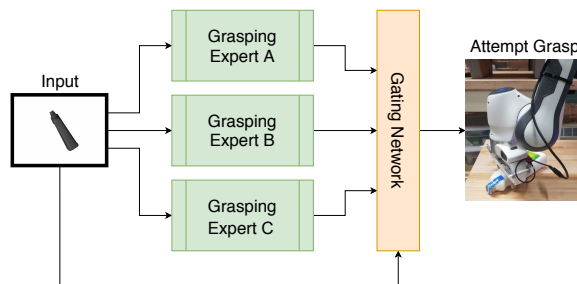 Input
Grasping
Expert A
Grasping
Expert B
Grasping
Expert C
Gating Network
Attempt Grasp